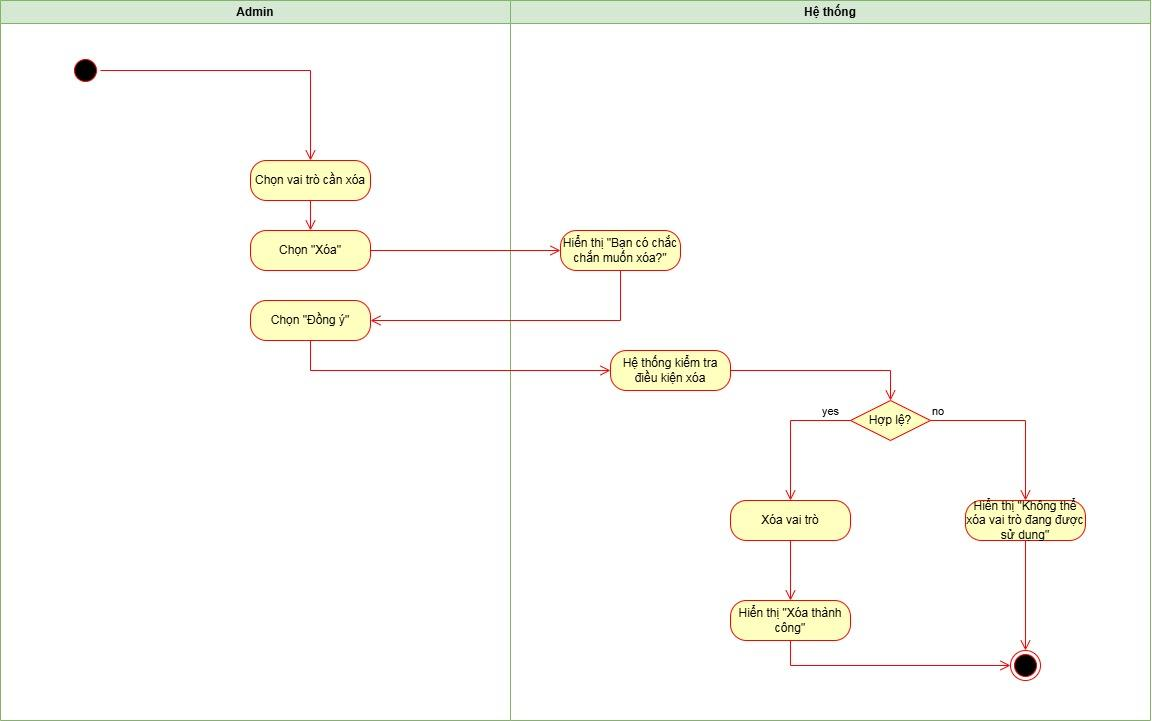 Admin
Hệ thống
Chọn vai trò cần xóa
Chọn "Xóa"
Hiển thị "Bạn có chắc
chắn muốn xóa?"
Chọn "Đồng ý"
Hệ thống kiểm tra
điều kiện xóa
yes
Hợp lệ?
no
Xóa vai trò
Hiển thị "Không thể
xóa vai trò đang được
sử dụng"
Hiển thị "Xóa thành
công"